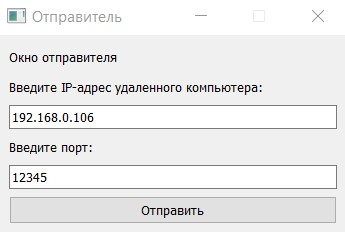 Отправитель
Окно отправителя
Введите IP-адрес удаленного компьютера:
192.168.0.106
Введите порт:
12345
Отправить